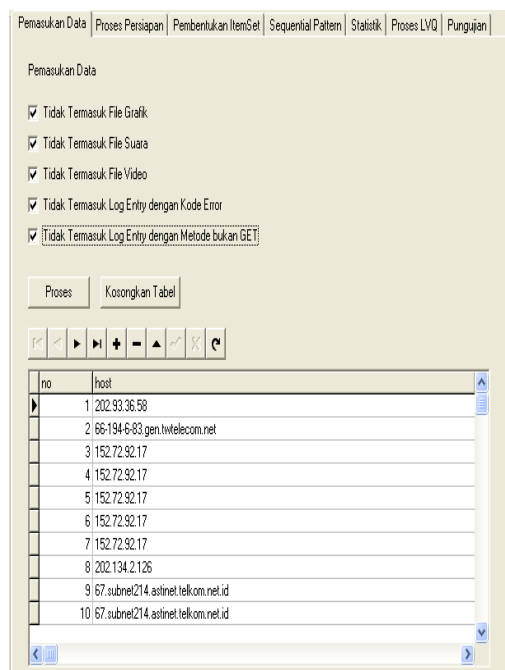 Pemasukan Data Proses Persiapan Pembentukan ItemSet Sequential Pattern Statistik Proses LVQ Pungujian
Pemasukan Data
Tidak Termasuk File Grafik
Tidak Termasuk File Suara
Tidak Termasuk File Video
Tidak Termasuk Log Entry dengan Kode Error
Tidak Termasuk Log Entry dengan Metode bukan GET
Proses Kosongkan Tabel
no host
1 202.93.36.58
2 66-194-6-83.gen.twtelecom.net
3 152.72.92.17
4 152.72.92.17
5 152.72.92.17
6 152.72.92.17
7 152.72.92.17
8 202.134.2.126
9 67.subnet214.astinet.telkom.net.id
10 67.subnet214.astinet.telkom.net.id